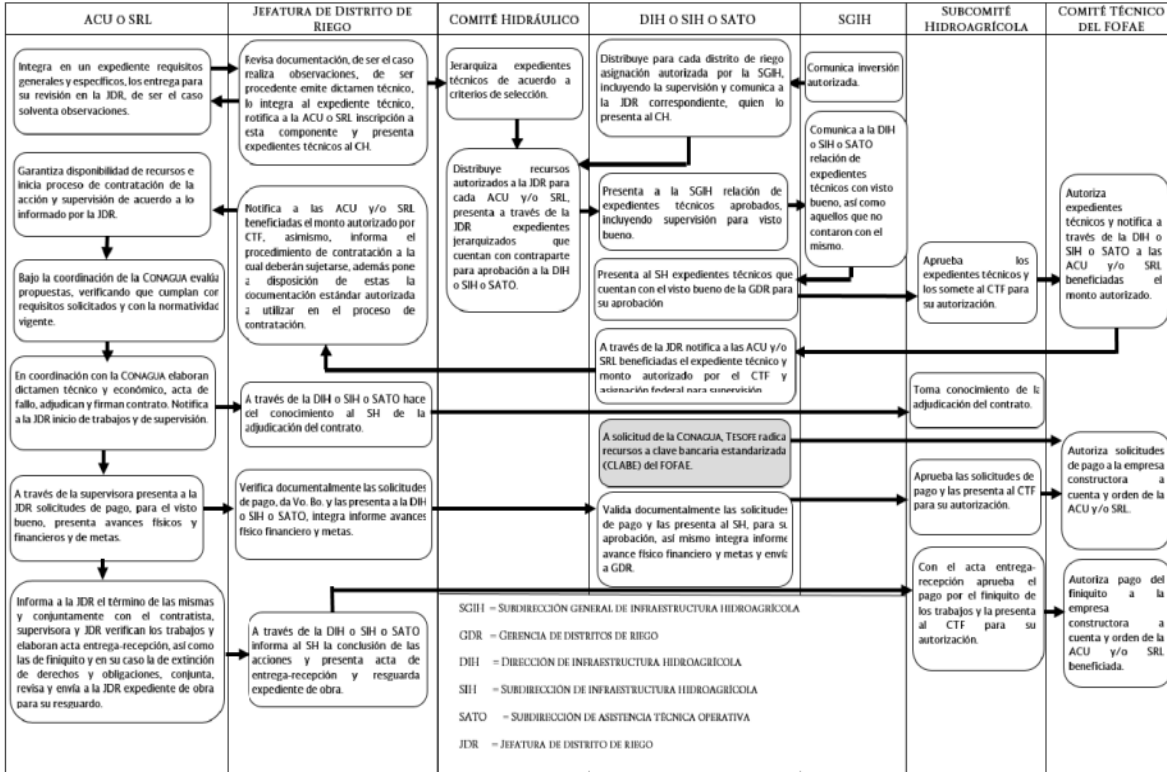 ACU O SRL
JEFATURA DE DISTRITO DE
RIEGO
COMITÉ HIDRÁULICO
DIH O SIH O SATO
SGIH
SUBCOMITÉ
HIDROAGRÍCOLA
COMITÉ TÉCNICO
DEL FOFAE
Integra en un expediente requisitos
generales y específicos, los entrega para
su revisión en la JDR, de ser el caso
solventa observaciones.
Revisa documentación, de ser el caso
realiza observaciones, de ser
procedente emite dictamen técnico,
lo integra al expediente técnico,
notifica a la ACU o SRL inscripción a
esta componente y presenta
expedientes técnicos al CH.
Jerarquiza expedientes
técnicos de acuerdo a
criterios de selección.
Distribuye para cada distrito de riego
asignación autorizada por la SGIH,
incluyendo la supervisión y comunica a
la JDR correspondiente, quien lo
presenta al CH.
Comunica inversión
autorizada.
Garantiza disponibilidad de recursos e
inicia proceso de contratación de la
acción y supervisión de acuerdo a lo
informado por la JDR.
Notifica a las ACU y/o SRL
beneficiadas el monto autorizado por
CTF, asimismo, informa el
procedimiento de contratación a la
cual deberán sujetarse, además pone
a disposición de estas la
documentación estándar autorizada
a utilizar en el proceso de
contratación.
Distribuye recursos
autorizados a la JDR para
cada ACU y/o SRL,
presenta a través de la
JDR expedientes
jerarquizados que
cuentan con contraparte
para aprobación a la DIH
o SIH o SATO.
Presenta a la SGIH relación de
expedientes técnicos aprobados,
incluyendo supervisión para visto
bueno.
Comunica a la DIH
o SIH o SATO
relación de
expedientes
técnicos con visto
bueno, así como
aquellos que no
contaron con el
mismo.
Presenta al SH expedientes técnicos que
cuentan con el visto bueno de la GDR para
su aprobación
Aprueba los
expedientes técnicos y
los somete al CTF para
su autorización.
Autoriza
expedientes
técnicos y notifica a
través de la DIH o
SIH o SATO a las
ACU y/o SRL
beneficiadas el
monto autorizado.
Bajo la coordinación de la CONAGUA evalúa
propuestas, verificando que cumplan con
requisitos solicitados y con la normatividad
vigente.
A través de la JDR notifica a las ACU y/o
SRL beneficiadas el expediente técnico y
monto autorizado por el CTF y
asignación federal para supervisión.
En coordinación con la CONAGUA elaboran
dictamen técnico y económico, acta de
fallo, adjudican y firman contrato. Notifica
a la JDR inicio de trabajos y de supervisión.
A través de la DIH o SIH o SATO hace
del conocimiento al SH de la
adjudicación del contrato.
Toma conocimiento de la
adjudicación del contrato.
A solicitud de la CONAGUA, TESOFE radica
recursos a clave bancaria estandarizada
(CLABE) del FOFAE.
A través de la supervisora presenta a la
JDR solicitudes de pago, para el visto
bueno, presenta avances físicos y
financieros y de metas.
Verifica documentalmente las solicitudes
de pago, da Vo. Bo. y las presenta a la DIH
o SIH o SATO, integra informe avances
físico financiero y metas.
Valida documentalmente las solicitudes
de pago y las presenta al SH, para su
aprobación, así mismo integra informe
avance físico financiero y metas y envía
a GDR.
Aprueba las solicitudes de
pago y las presenta al CTF
para su autorización.
Autoriza solicitudes
de pago a la empresa
constructora a
cuenta y orden de la
ACU y/o SRL.
Informa a la JDR el término de las mismas
y conjuntamente con el contratista,
supervisora y JDR verifican los trabajos y
elaboran acta entrega-recepción, así como
las de finiquito y en su caso la de extinción
de derechos y obligaciones, conjunta,
revisa y envía a la JDR expediente de obra
para su resguardo.
A través de la DIH o SIH o SATO
informa al SH la conclusión de las
acciones y presenta acta de
entrega-recepción y resguarda
expediente de obra.
Con el acta entrega-
recepción aprueba el
pago por el finiquito de
los trabajos y la presenta
al CTF para su
autorización.
Autoriza pago del
finiquito a la
empresa
constructora a
cuenta y orden de la
ACU y/o SRL
beneficiada.
SGIH = SUBDIRECCIÓN GENERAL DE INFRAESTRUCTURA HIDROAGRÍCOLA
GDR = GERENCIA DE DISTRITOS DE RIEGO
DIH = DIRECCIÓN DE INFRAESTRUCTURA HIDROAGRÍCOLA
SIH = SUBDIRECCIÓN DE INFRAESTRUCTURA HIDROAGRÍCOLA
SATO = SUBDIRECCIÓN DE ASISTENCIA TÉCNICA OPERATIVA
JDR = JEFATURA DE DISTRITO DE RIEGO